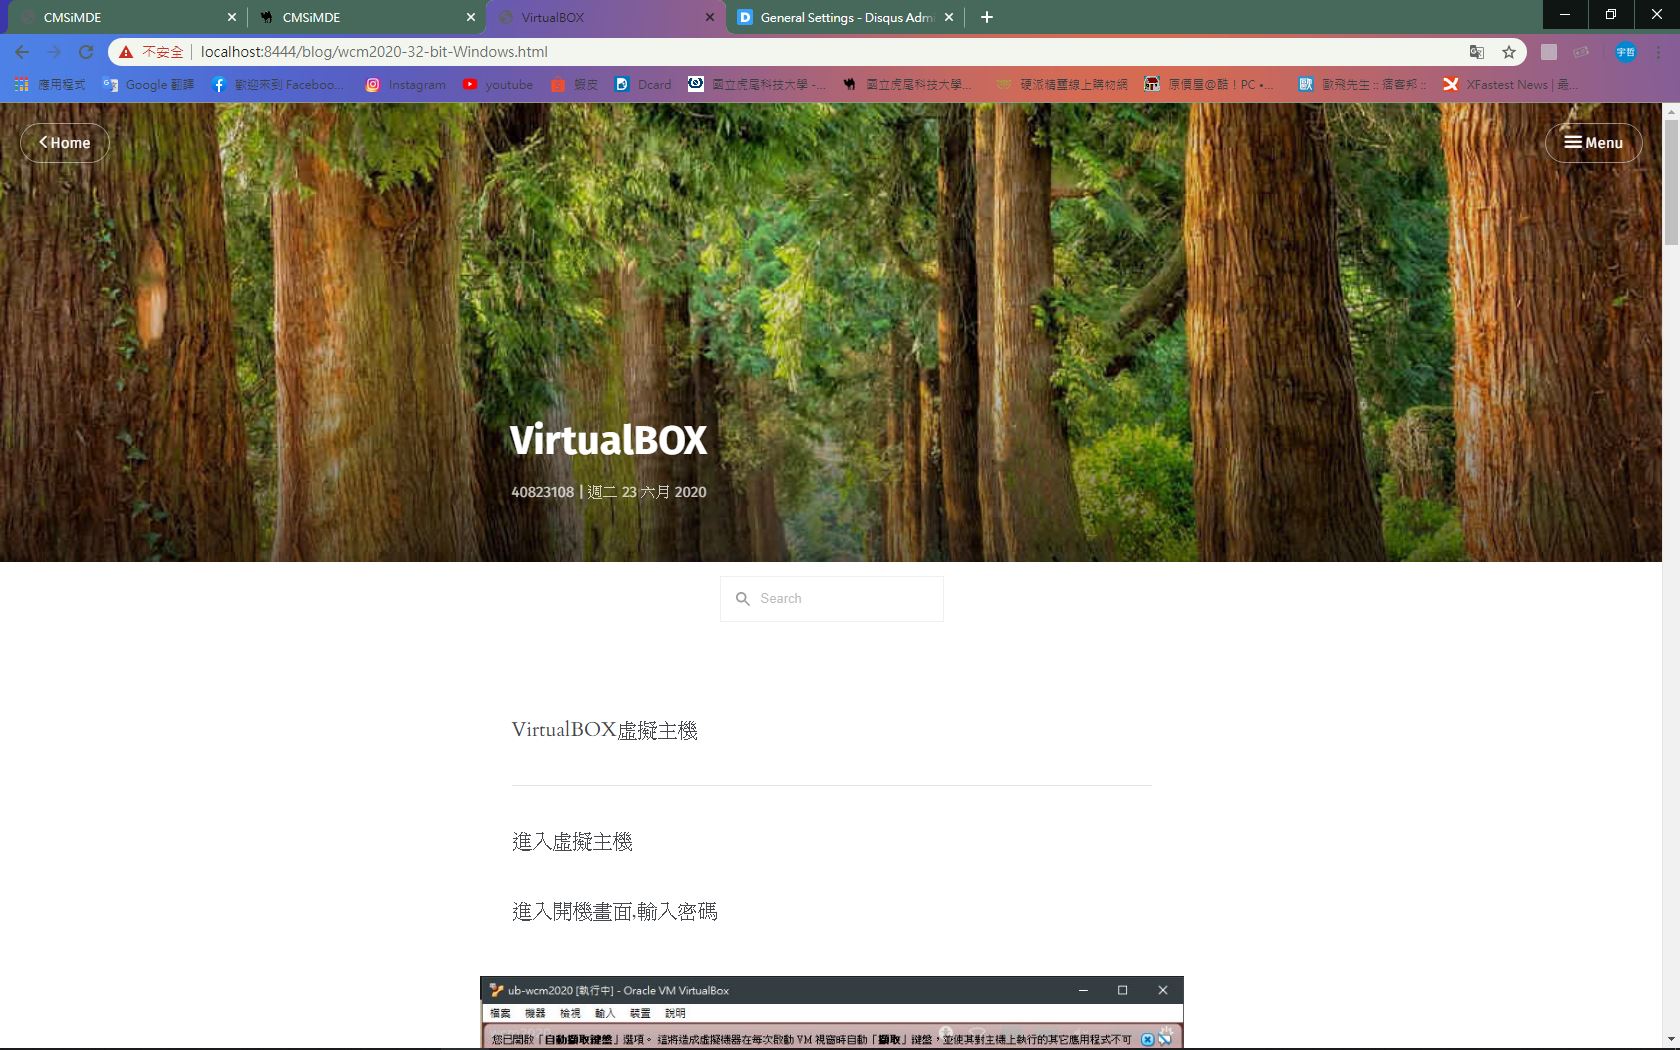 CMSiMDE
CMSiMDE
VirtualBOX
General Settings - Disqus Admi
不安全
localhost:8444/blog/wcm2020-32-bit-Windows.html
宇哲
應用程式
Google 翻譯
歡迎來到 Faceboo...
Instagram
youtube
蝦皮
Dcard
國立虎尾科技大學 -...
國立虎尾科技大學...
硬派精璽線上購物網
原價屋@酷！PC •...
歐飛先生 :: 痞客邦 ::
XFastest News | 最...
Home
Menu
VirtualBOX
40823108 | 週二 23 六月 2020
Search
VirtualBOX虛擬主機
進入虛擬主機
進入開機畫面,輸入密碼
ub-wcm2020 [執行中] - Oracle VM VirtualBox
檔案 機器 檢視 輸入 裝置 說明
您已開啟「自動擷取鍵盤」選項。 這將造成虛擬機器在每次啟動 VM 視窗時自動「擷取」鍵盤，並使其對主機上執行的其它應用程式不可